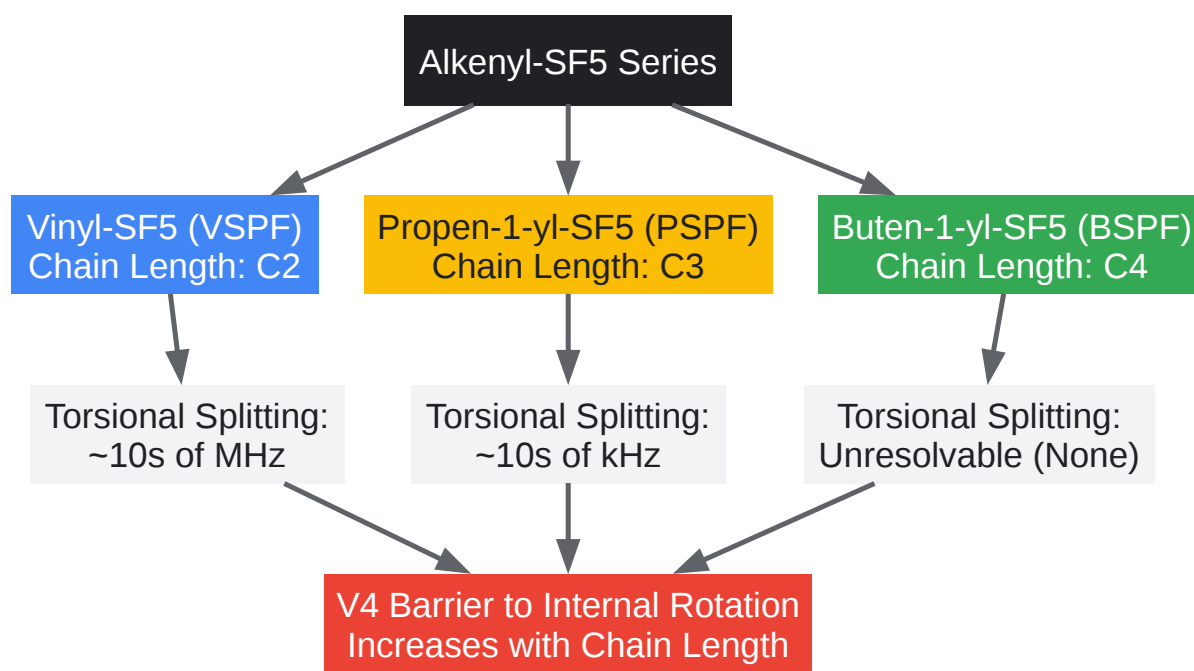 Alkenyl-SF5 Series
Vinyl-SF5 (VSPF)
Chain Length: C2
Propen-1-yl-SF5 (PSPF)
Chain Length: C3
Buten-1-yl-SF5 (BSPF)
Chain Length: C4
Torsional Splitting:
~10s of MHz
Torsional Splitting:
~10s of kHz
Torsional Splitting:
Unresolvable (None)
V4 Barrier to Internal Rotation
Increases with Chain Length